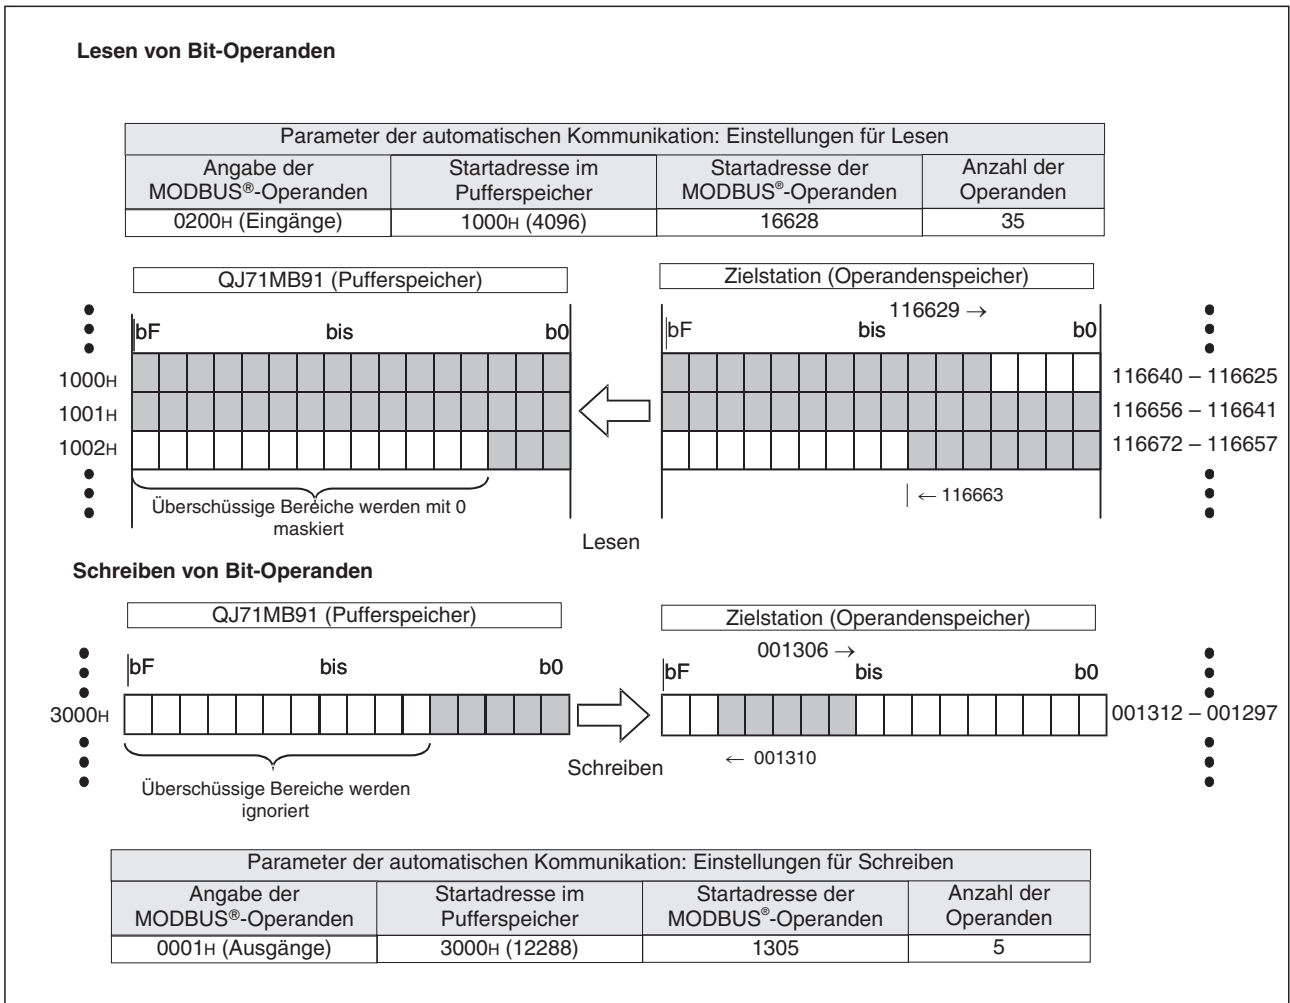 Lesen von Bit-Operanden
Parameter der automatischen Kommunikation: Einstellungen für Lesen
Angabe der MODBUS®-Operanden
Startadresse im Pufferspeicher
Startadresse der MODBUS®-Operanden
Anzahl der Operanden
0200H (Eingänge)
1000H (4096)
16628
35
QJ71MB91 (Pufferspeicher)
Zielstation (Operandenspeicher)
116629 →
bF bis b0
bF bis b0
1000H
116640 – 116625
1001H
116656 – 116641
1002H
116672 – 116657
Überschüssige Bereiche werden mit 0
maskiert
← 116663
Lesen
Schreiben von Bit-Operanden
QJ71MB91 (Pufferspeicher)
Zielstation (Operandenspeicher)
001306 →
bF bis b0
bF bis b0
3000H
001312 – 001297
← 001310
Schreiben
Überschüssige Bereiche werden
ignoriert
Parameter der automatischen Kommunikation: Einstellungen für Schreiben
Angabe der MODBUS®-Operanden
Startadresse im Pufferspeicher
Startadresse der MODBUS®-Operanden
Anzahl der Operanden
0001H (Ausgänge)
3000H (12288)
1305
5